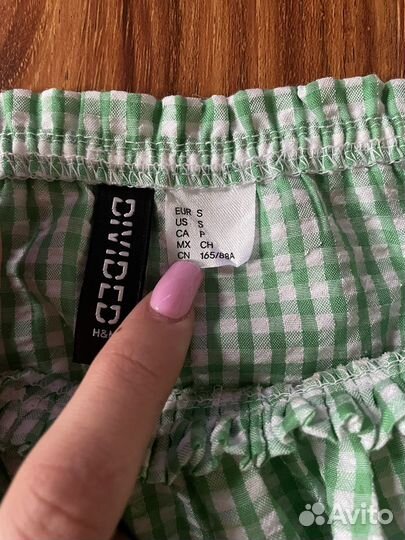 DIVIDED
H&
EUR S
US S
CA P
MX CH
CN 165/88A
Avito